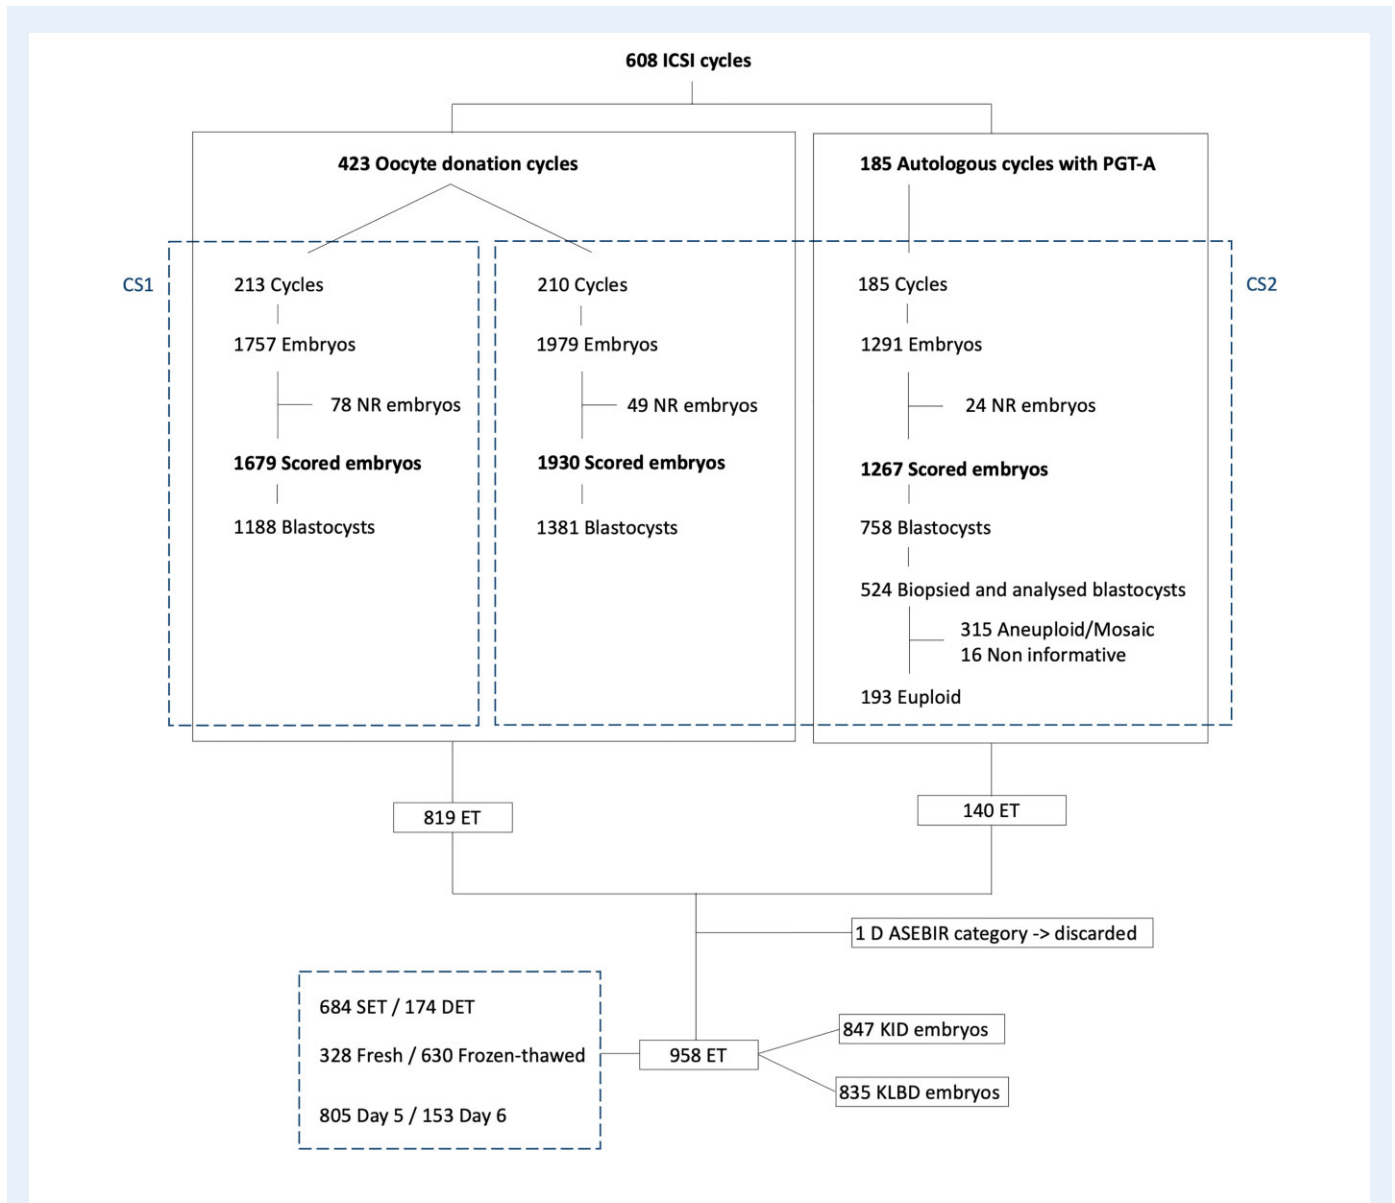 608 ICSI cycles
423 Oocyte donation cycles
185 Autologous cycles with PGT-A
CS1
213 Cycles
1757 Embryos
78 NR embryos
1679 Scored embryos
1188 Blastocysts
210 Cycles
1979 Embryos
49 NR embryos
1930 Scored embryos
1381 Blastocysts
CS2
185 Cycles
1291 Embryos
24 NR embryos
1267 Scored embryos
758 Blastocysts
524 Biopsied and analysed blastocysts
315 Aneuploid/Mosaic
16 Non informative
193 Euploid
819 ET
140 ET
1 D ASEBIR category -> discarded
684 SET / 174 DET
328 Fresh / 630 Frozen-thawed
805 Day 5 / 153 Day 6
958 ET
847 KID embryos
835 KLBD embryos